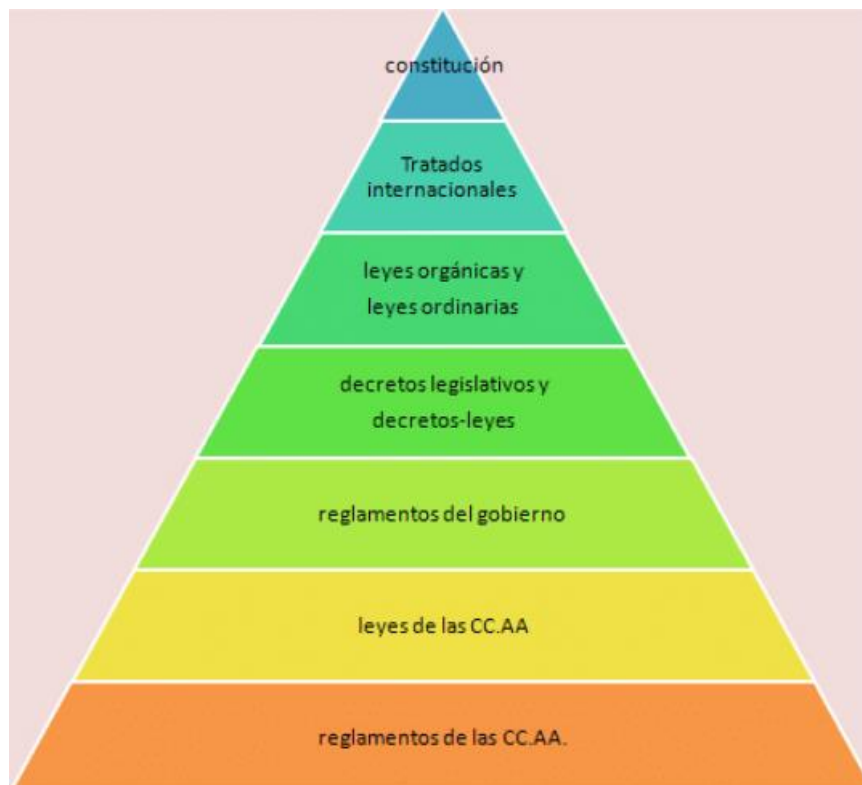 constitución
Tratados
internacionales
leyes orgánicas y
leyes ordinarias
decretos legislativos y
decretos-leyes
reglamentos del gobierno
leyes de las CC.AA
reglamentos de las CC.AA.